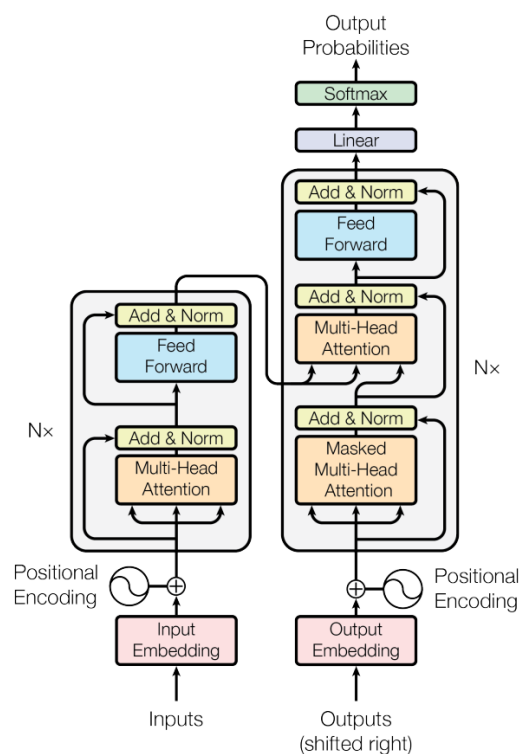 Output
Probabilities
Softmax
Linear
Add & Norm
Feed
Forward
Add & Norm
Multi-Head
Attention
Add & Norm
Masked
Multi-Head
Attention
N×
Add & Norm
Feed
Forward
N×
Add & Norm
Multi-Head
Attention
Positional
Encoding
Positional
Encoding
Input
Embedding
Output
Embedding
Inputs
Outputs
(shifted right)